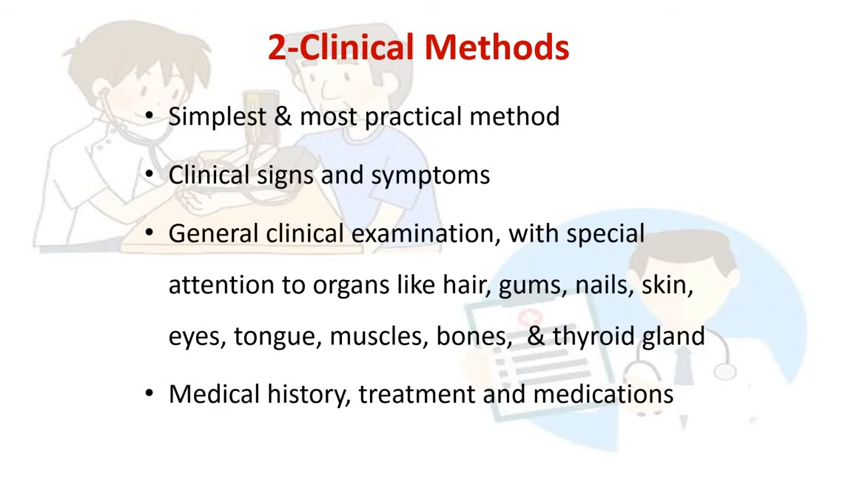 2-Clinical Methods
• Simplest & most practical method
• Clinical signs and symptoms
• General clinical examination, with special
attention to organs like hair, gums, nails, skin,
eyes, tongue, muscles, bones, & thyroid gland
• Medical history, treatment and medications